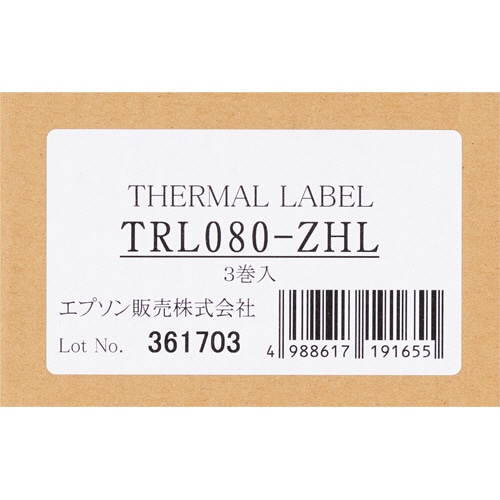 THERMAL LABEL
TRL080-ZHL
3巻入
エプソン販売株式会社
Lot No. 361703
4 988617 191655